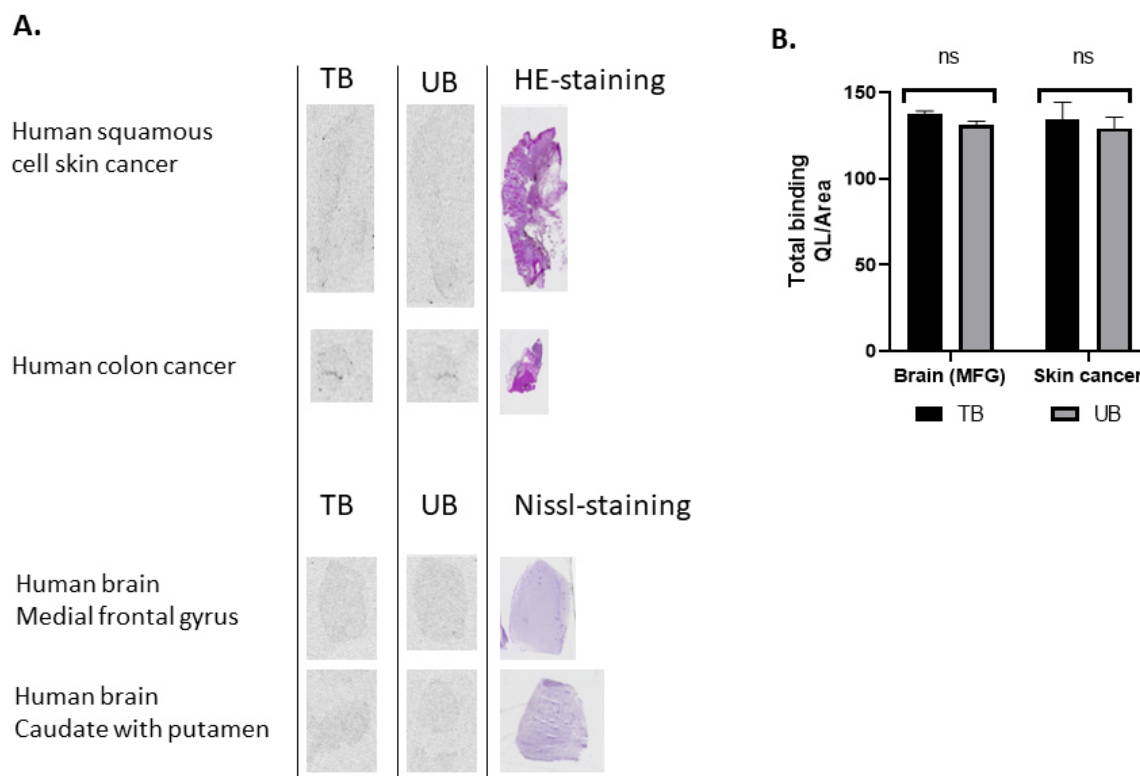 A.
TB
UB
HE-staining
Human squamous
cell skin cancer
Human colon cancer
TB
UB
Nissl-staining
Human brain
Medial frontal gyrus
Human brain
Caudate with putamen
B.
ns
ns
Total binding
QL/Area
150
100
50
0
Brain (MFG)
Skin cancer
TB
UB